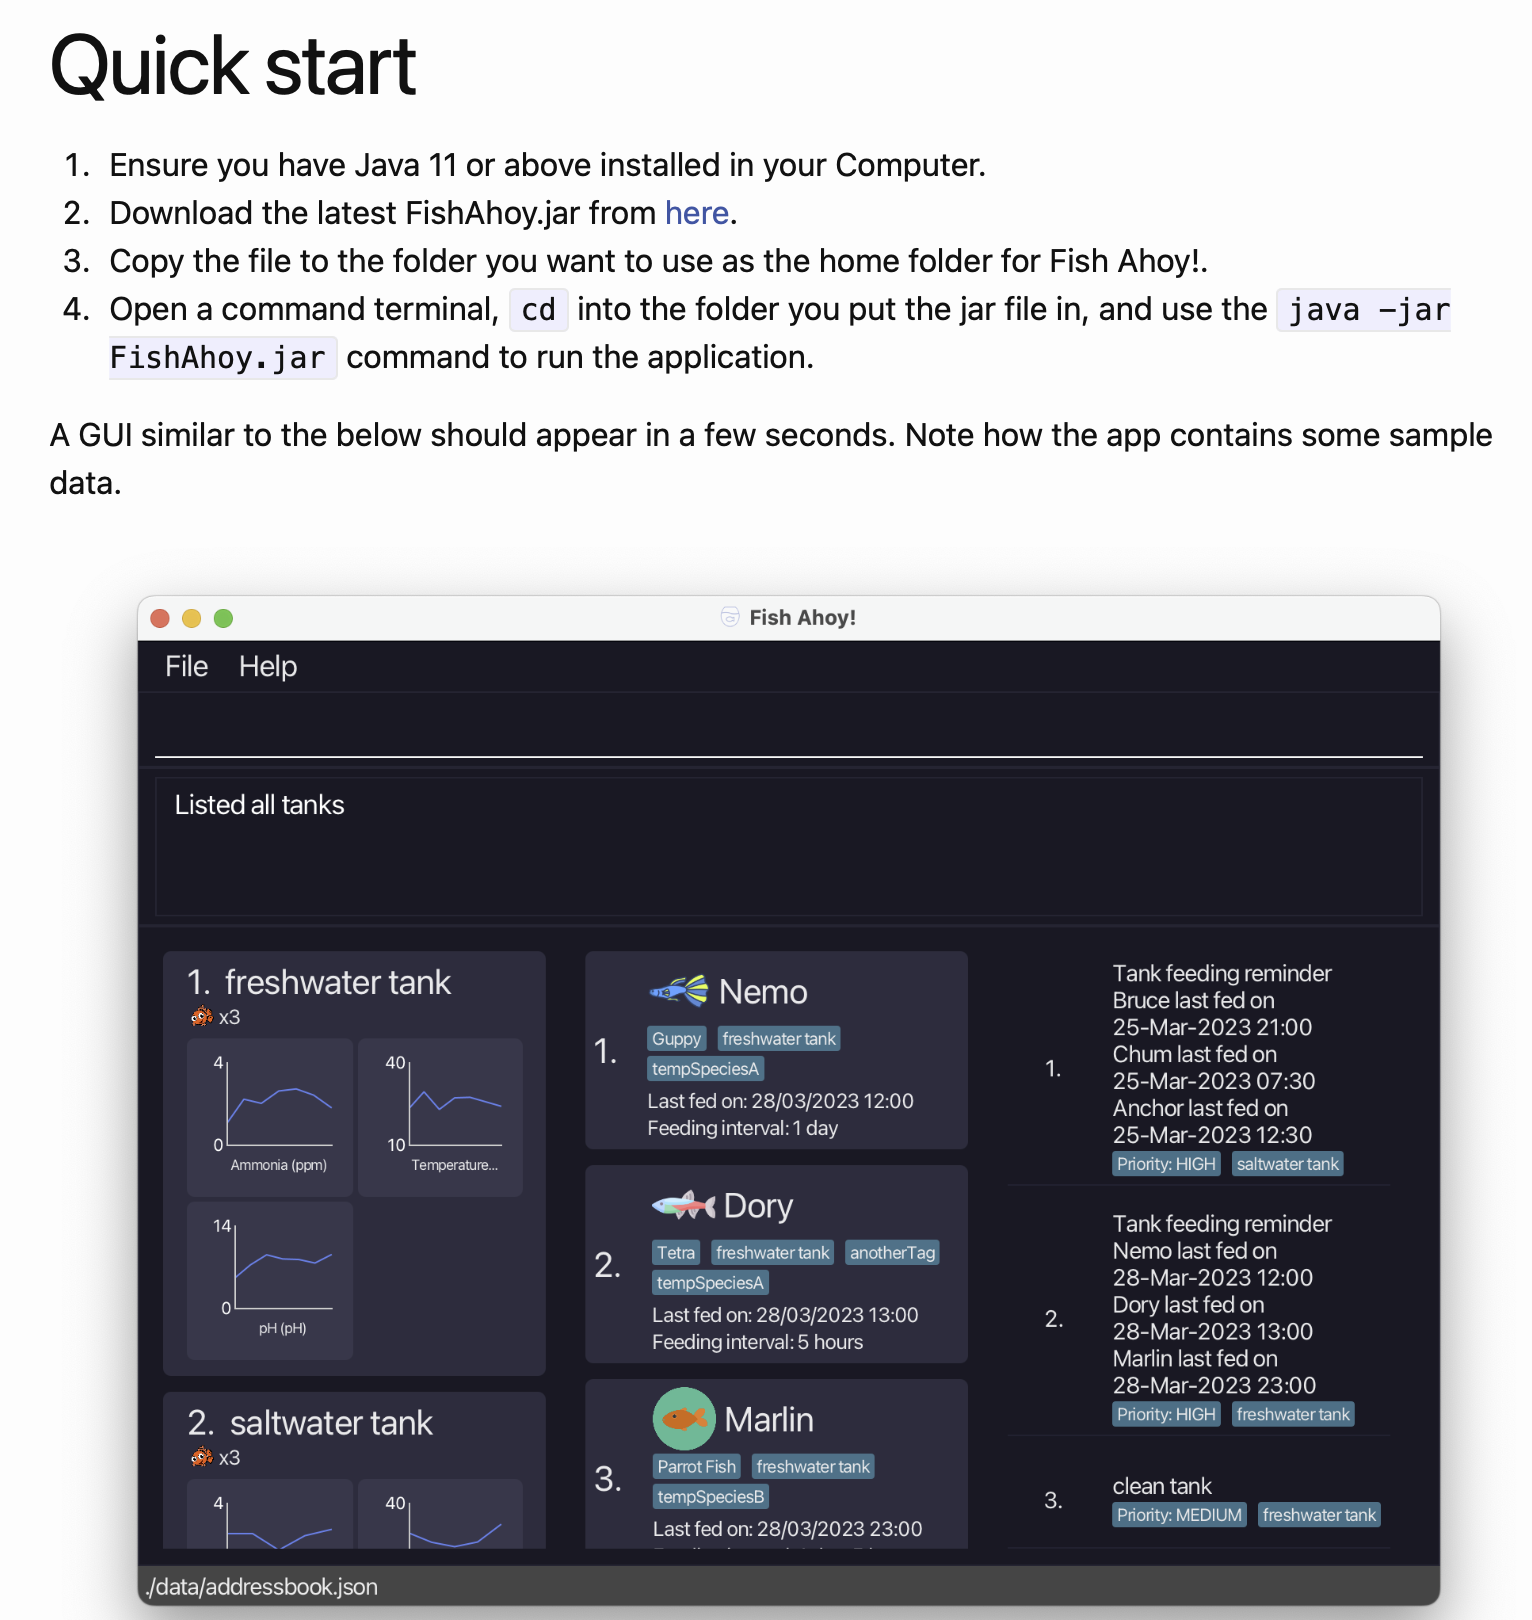 Quick start
1. Ensure you have Java 11 or above installed in your Computer.
2. Download the latest FishAhoy.jar from here.
3. Copy the file to the folder you want to use as the home folder for Fish Ahoy!.
4. Open a command terminal, cd into the folder you put the jar file in, and use the java -jar
FishAhoy.jar command to run the application.
A GUI similar to the below should appear in a few seconds. Note how the app contains some sample
data.
Fish Ahoy!
File Help
Listed all tanks
1. freshwater tank
x3
4
0
Ammonia (ppm)
40
10
Temperature...
14
0
pH (pH)
2. saltwater tank
x3
4
40
1.
Nemo
Guppy freshwater tank
tempSpeciesA
Last fed on: 28/03/2023 12:00
Feeding interval: 1 day
2.
Dory
Tetra freshwater tank anotherTag
tempSpeciesA
Last fed on: 28/03/2023 13:00
Feeding interval: 5 hours
3.
Marlin
Parrot Fish freshwater tank
tempSpeciesB
Last fed on: 28/03/2023 23:00
1.
Tank feeding reminder
Bruce last fed on
25-Mar-2023 21:00
Chum last fed on
25-Mar-2023 07:30
Anchor last fed on
25-Mar-2023 12:30
Priority: HIGH saltwater tank
2.
Tank feeding reminder
Nemo last fed on
28-Mar-2023 12:00
Dory last fed on
28-Mar-2023 13:00
Marlin last fed on
28-Mar-2023 23:00
Priority: HIGH freshwater tank
3.
clean tank
Priority: MEDIUM freshwater tank
./data/addressbook.json